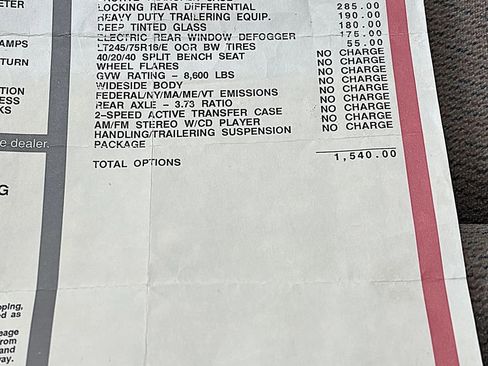 LOCKING REAR DIFFERENTIAL 285.00
HEAVY DUTY TRAILERING EQUIP. 190.00
DEEP TINTED GLASS 180.00
ELECTRIC REAR WINDOW DEFOGGER 175.00
LT245/75R16/E OOR BW TIRES 55.00
40/20/40 SPLIT BENCH SEAT NO CHARGE
WHEEL FLARES NO CHARGE
GVW RATING - 8,600 LBS NO CHARGE
WIDESIDE BODY NO CHARGE
FEDERAL/NY/MA/ME/VT EMISSIONS NO CHARGE
REAR AXLE - 3.73 RATIO NO CHARGE
2-SPEED ACTIVE TRANSFER CASE NO CHARGE
AM/FM STEREO W/CD PLAYER NO CHARGE
HANDLING/TRAILERING SUSPENSION
PACKAGE
TOTAL OPTIONS 1,540.00
ETER
AMPS
TURN
PTION
ESS
KS
e dealer.
G
pping,
d as
eage
from
and
way.